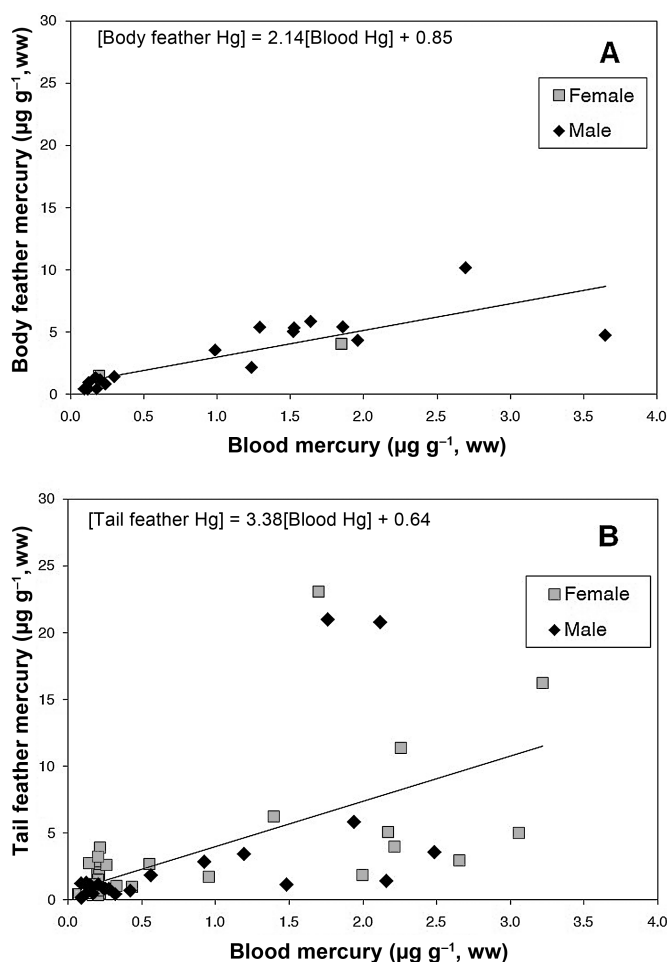 [Body feather Hg] = 2.14[Blood Hg] + 0.85
A
Female
Male
Body feather mercury (µg g⁻¹, ww)
30
25
20
15
10
5
0
0.0 0.5 1.0 1.5 2.0 2.5 3.0 3.5 4.0
Blood mercury (µg g⁻¹, ww)
[Tail feather Hg] = 3.38[Blood Hg] + 0.64
B
Female
Male
Tail feather mercury (µg g⁻¹, ww)
30
25
20
15
10
5
0
0.0 0.5 1.0 1.5 2.0 2.5 3.0 3.5 4.0
Blood mercury (µg g⁻¹, ww)